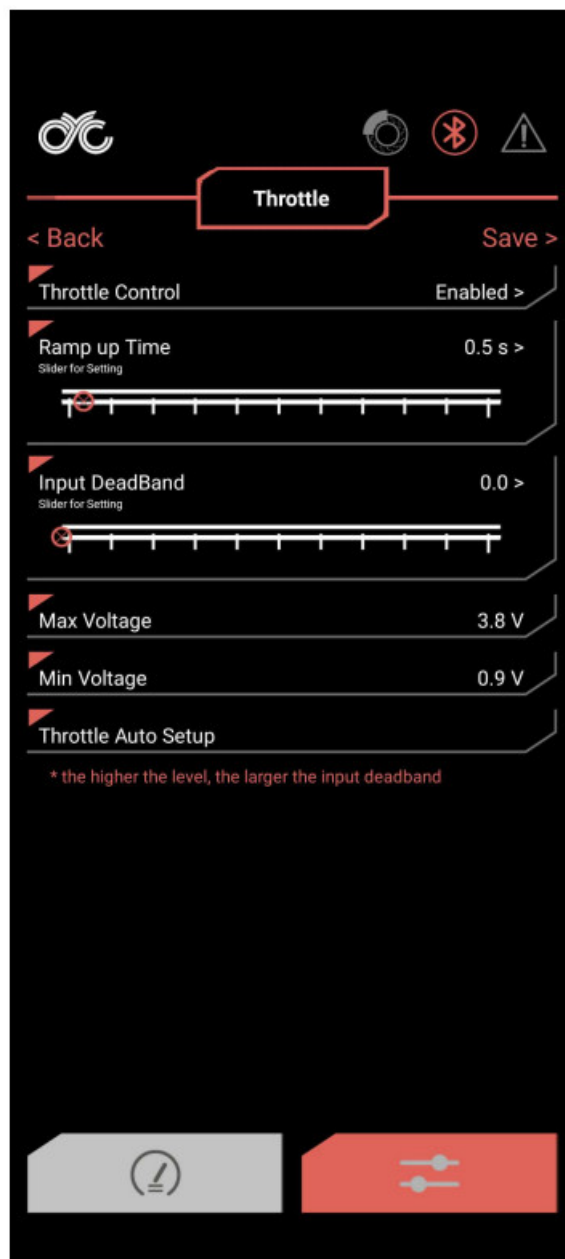 CYC
Throttle
< Back
Save >
Throttle Control Enabled >
Ramp up Time 0.5 s >
Slider for Setting
Input DeadBand 0.0 >
Slider for Setting
Max Voltage 3.8 V
Min Voltage 0.9 V
Throttle Auto Setup
* the higher the level, the larger the input deadband